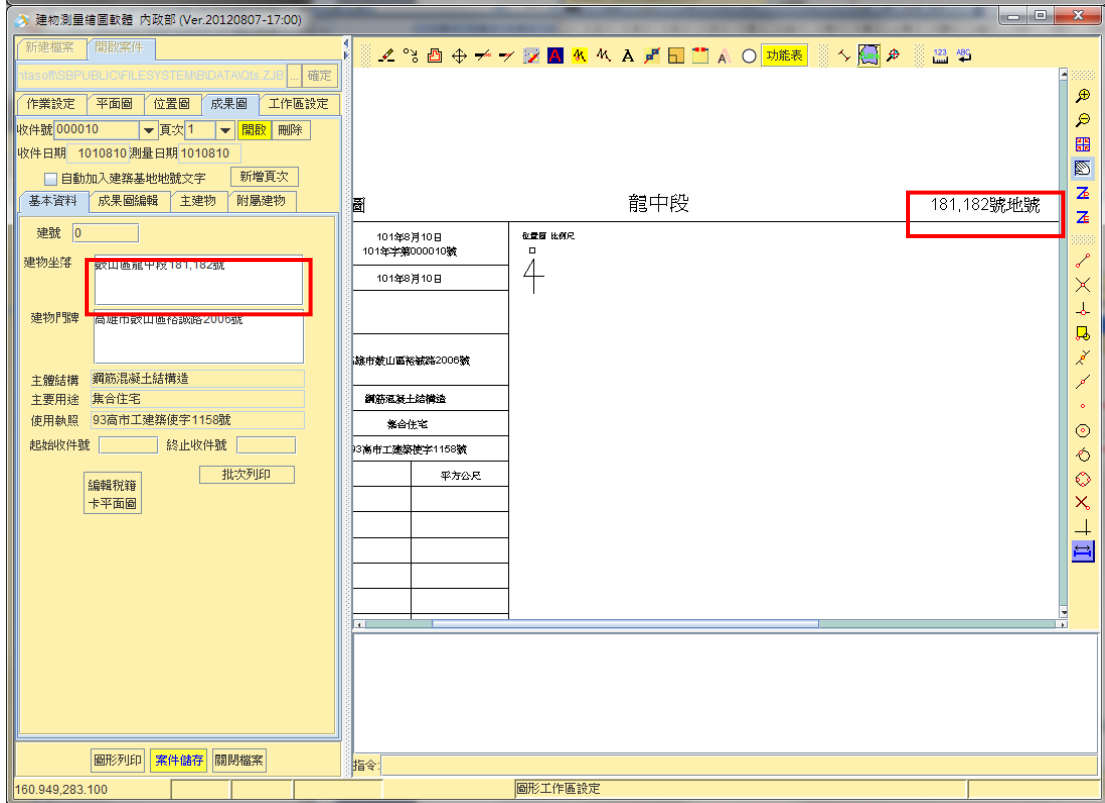 建物測量繪圖軟體 內政部 (Ver.20120807-17:00)
新建檔案 開啟案件
ntasoft\SBPUBLIC\FILESYSTEM\B\DATA\Qts.ZJB ... 確定
功能表
作業設定 平面圖 位置圖 成果圖 工作區設定
收件號 000010 頁次 1 開啟 刪除
收件日期 1010810 測量日期 1010810
自動加入建築基地地號文字 新增頁次
基本資料 成果圖編輯 主建物 附屬建物
建號 0
建物坐落 鼓山區龍中段181,182號
建物門牌 高雄市鼓山區裕誠路2006號
主體結構 鋼筋混凝土結構造
主要用途 集合住宅
使用執照 93高市工建築使字1158號
起始收件號 終止收件號
編輯稅籍
卡平面圖
批次列印
圖形列印 案件儲存 關閉檔案
圖 龍中段 181,182號地號
101年8月10日
101年字第000010號
101年8月10日
位置圖 比例尺
雄市鼓山區裕誠路2006號
鋼筋混凝土結構造
集合住宅
93高市工建築使字1158號
平方公尺
指令:
160.949,283.100 圖形工作區設定